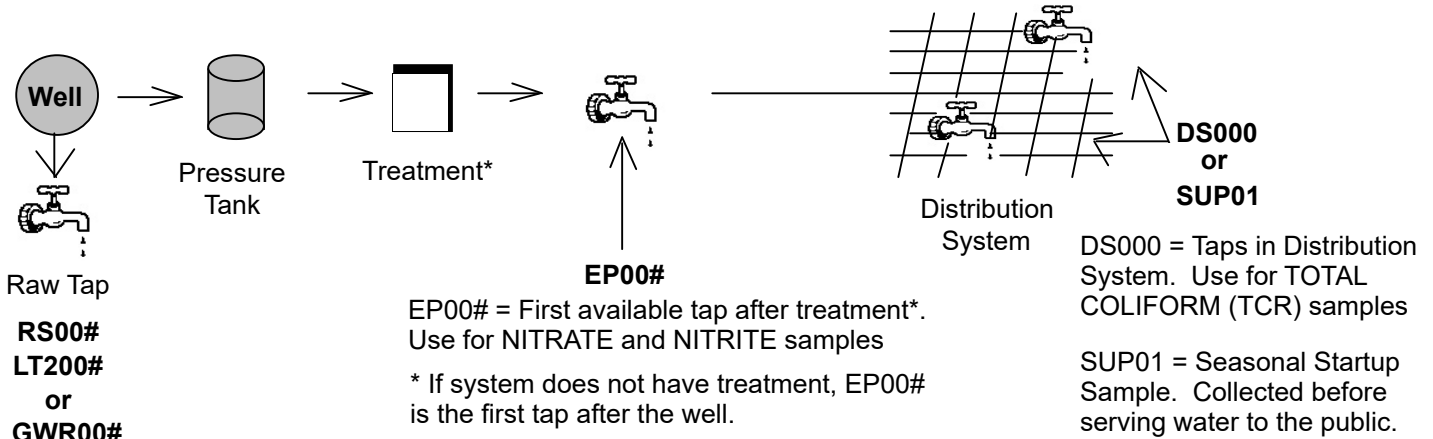 Well
Pressure
Tank
Treatment*
Raw Tap
RS00#
LT200#
or
GWR00#
EP00#
EP00# = First available tap after treatment*.
Use for NITRATE and NITRITE samples
* If system does not have treatment, EP00#
is the first tap after the well.
Distribution
System
DS000
or
SUP01
DS000 = Taps in Distribution
System. Use for TOTAL
COLIFORM (TCR) samples
SUP01 = Seasonal Startup
Sample. Collected before
serving water to the public.